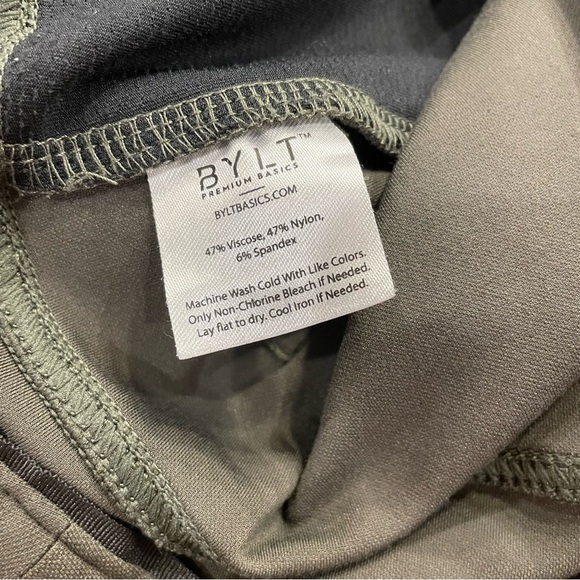 BYLT™
PREMIUM BASICS
BYLTBASICS.COM
47% Viscose, 47% Nylon,
6% Spandex
Machine Wash Cold With Like Colors.
Only Non-Chlorine Bleach if Needed.
Lay flat to dry. Cool Iron If Needed.